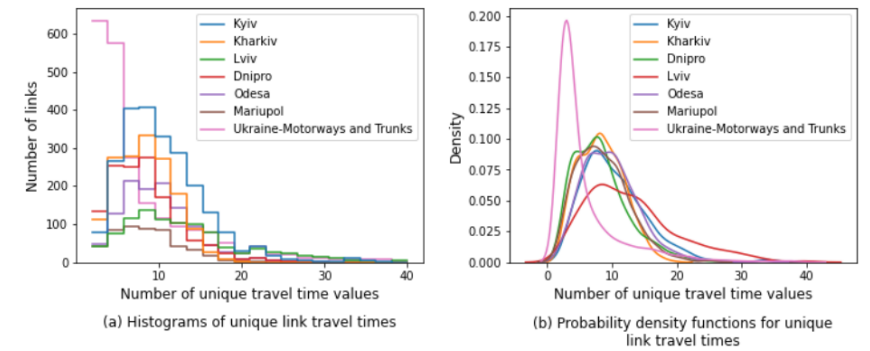 600
500
400
300
200
100
0
Number of links
Kyiv
Kharkiv
Lviv
Dnipro
Odesa
Mariupol
Ukraine-Motorways and Trunks
10 20 30 40
Number of unique travel time values
(a) Histograms of unique link travel times
0.200
0.175
0.150
0.125
0.100
0.075
0.050
0.025
0.000
Density
Kyiv
Kharkiv
Dnipro
Lviv
Odesa
Mariupol
Ukraine-Motorways and Trunks
0 10 20 30 40
Number of unique travel time values
(b) Probability density functions for unique
link travel times